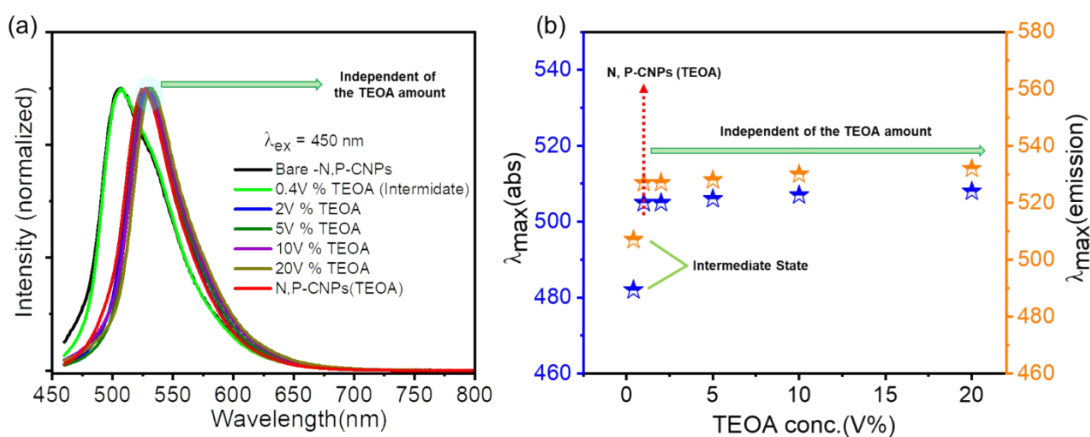 (a)
Independent of
the TEOA amount
λex = 450 nm
Bare -N,P-CNPs
0.4V % TEOA (Intermidate)
2V % TEOA
5V % TEOA
10V % TEOA
20V % TEOA
N,P-CNPs(TEOA)
Intensity (normalized)
450 500 550 600 650 700 750 800
Wavelength(nm)
(b)
540
520
500
480
460
λmax(abs)
N, P-CNPs (TEOA)
Independent of the TEOA amount
Intermediate State
580
560
540
520
500
480
460
λmax(emission)
0 5 10 15 20
TEOA conc.(V%)